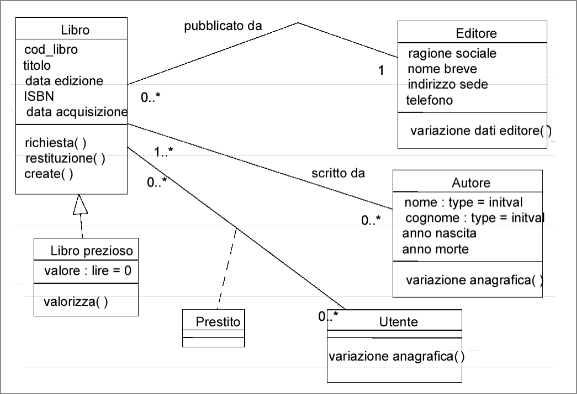 Libro
cod_libro
titolo
data edizione
ISBN
data acquisizione
richiesta( )
restituzione( )
create( )
pubblicato da
0..*
1
Editore
ragione sociale
nome breve
indirizzo sede
telefono
variazione dati editore( )
1..*
scritto da
0..*
Autore
nome : type = initval
cognome : type = initval
anno nascita
anno morte
variazione anagrafica( )
0..*
Libro prezioso
valore : lire = 0
valorizza( )
Prestito
0..*
Utente
variazione anagrafica( )